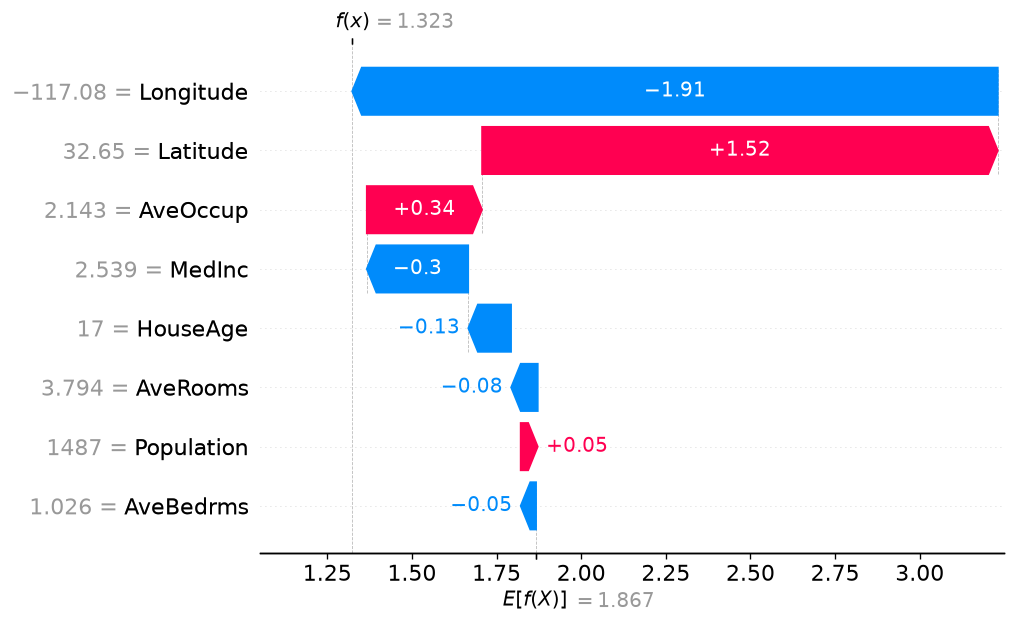 f(x) = 1.323
−117.08 = Longitude −1.91
32.65 = Latitude +1.52
2.143 = AveOccup +0.34
2.539 = MedInc −0.3
17 = HouseAge −0.13
3.794 = AveRooms −0.08
1487 = Population +0.05
1.026 = AveBedrms −0.05
1.25 1.50 1.75 2.00 2.25 2.50 2.75 3.00
E[f(X)] = 1.867